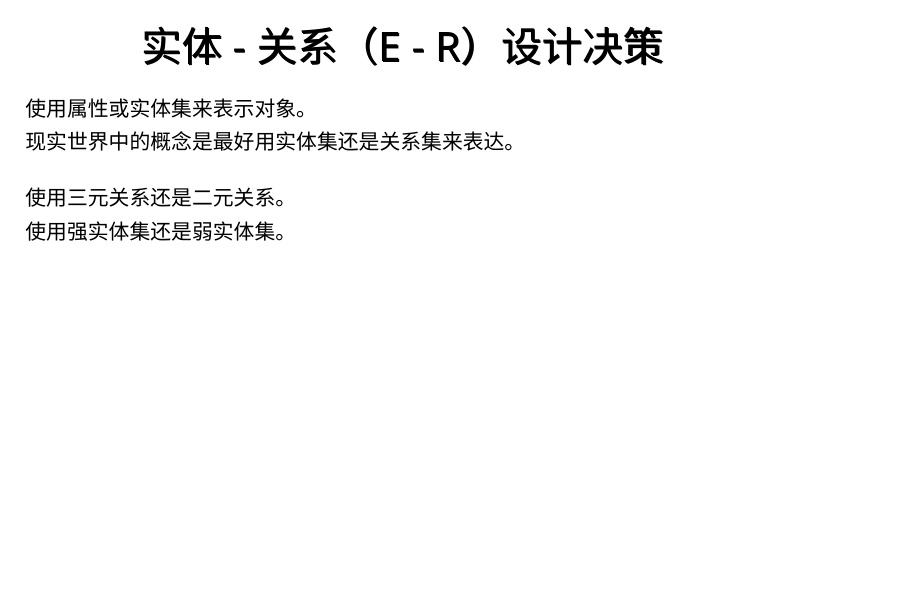 实体 - 关系（E - R）设计决策
使用属性或实体集来表示对象。
现实世界中的概念是最好用实体集还是关系集来表达。
使用三元关系还是二元关系。
使用强实体集还是弱实体集。